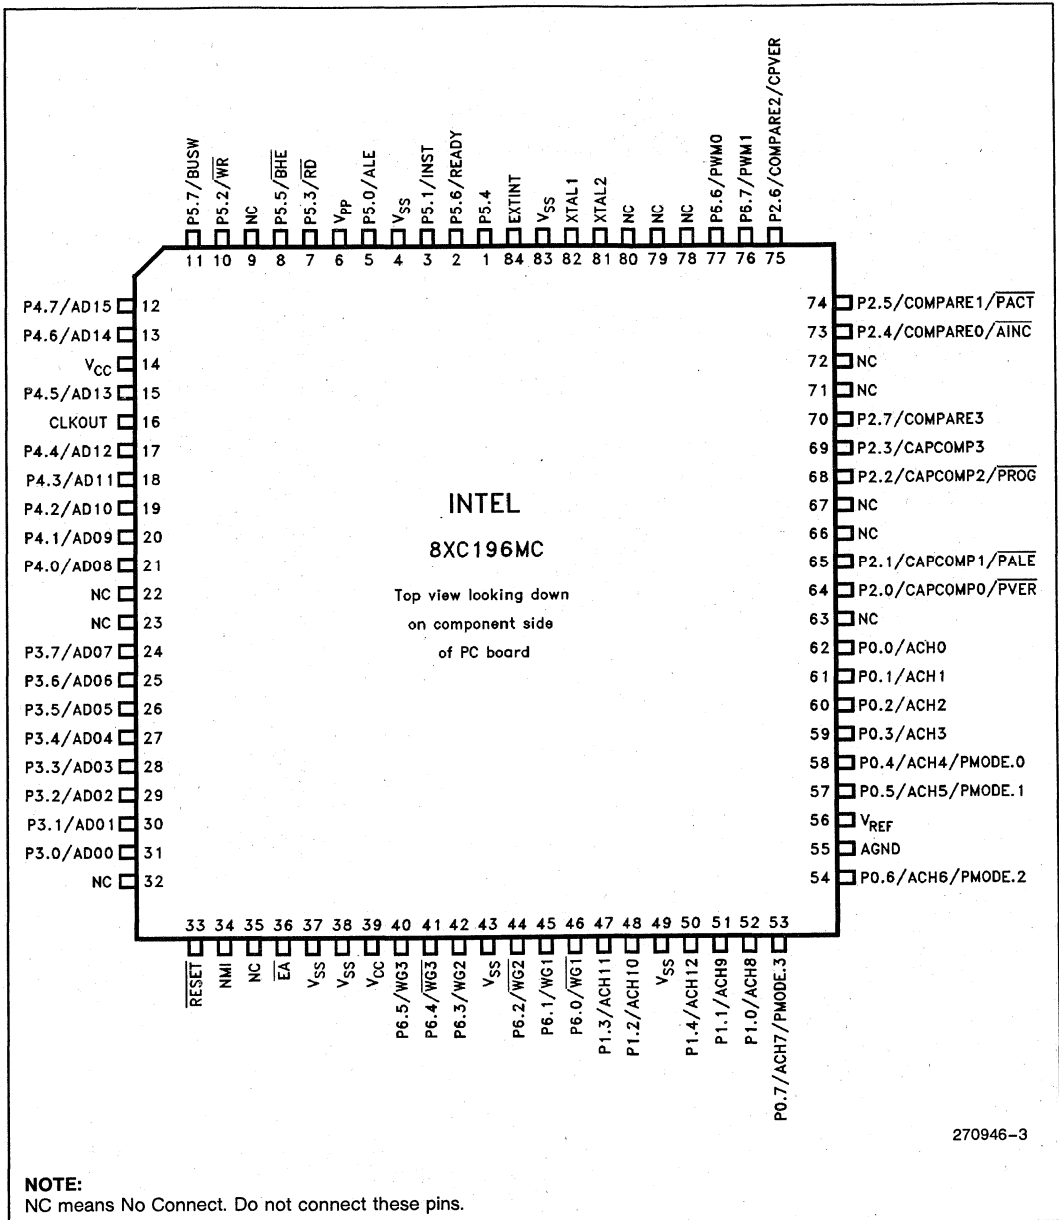 P5.7/BUSW
P5.2/WR
NC
P5.5/BHE
P5.3/RD
VPP
P5.0/ALE
VSS
P5.1/INST
P5.6/READY
P5.4
EXTINT
VSS
XTAL1
XTAL2
NC
NC
NC
P6.6/PWM0
P6.7/PWM1
P2.6/COMPARE2/CPVER
11 10 9 8 7 6 5 4 3 2 1 84 83 82 81 80 79 78 77 76 75
P4.7/AD15 12
P4.6/AD14 13
VCC 14
P4.5/AD13 15
CLKOUT 16
P4.4/AD12 17
P4.3/AD11 18
P4.2/AD10 19
P4.1/AD09 20
P4.0/AD08 21
NC 22
NC 23
P3.7/AD07 24
P3.6/AD06 25
P3.5/AD05 26
P3.4/AD04 27
P3.3/AD03 28
P3.2/AD02 29
P3.1/AD01 30
P3.0/AD00 31
NC 32
INTEL
8XC196MC
Top view looking down
on component side
of PC board
74 P2.5/COMPARE1/PACT
73 P2.4/COMPARE0/AINC
72 NC
71 NC
70 P2.7/COMPARE3
69 P2.3/CAPCOMP3
68 P2.2/CAPCOMP2/PROG
67 NC
66 NC
65 P2.1/CAPCOMP1/PALE
64 P2.0/CAPCOMP0/PVER
63 NC
62 P0.0/ACH0
61 P0.1/ACH1
60 P0.2/ACH2
59 P0.3/ACH3
58 P0.4/ACH4/PMODE.0
57 P0.5/ACH5/PMODE.1
56 VREF
55 AGND
54 P0.6/ACH6/PMODE.2
33 34 35 36 37 38 39 40 41 42 43 44 45 46 47 48 49 50 51 52 53
RESET
NMI
NC
EA
VSS
VSS
VCC
P6.5/WG3
P6.4/WG3
P6.3/WG2
VSS
P6.2/WG2
P6.1/WG1
P6.0/WG1
P1.3/ACH11
P1.2/ACH10
VSS
P1.4/ACH12
P1.1/ACH9
P1.0/ACH8
P0.7/ACH7/PMODE.3
270946-3
NOTE:
NC means No Connect. Do not connect these pins.